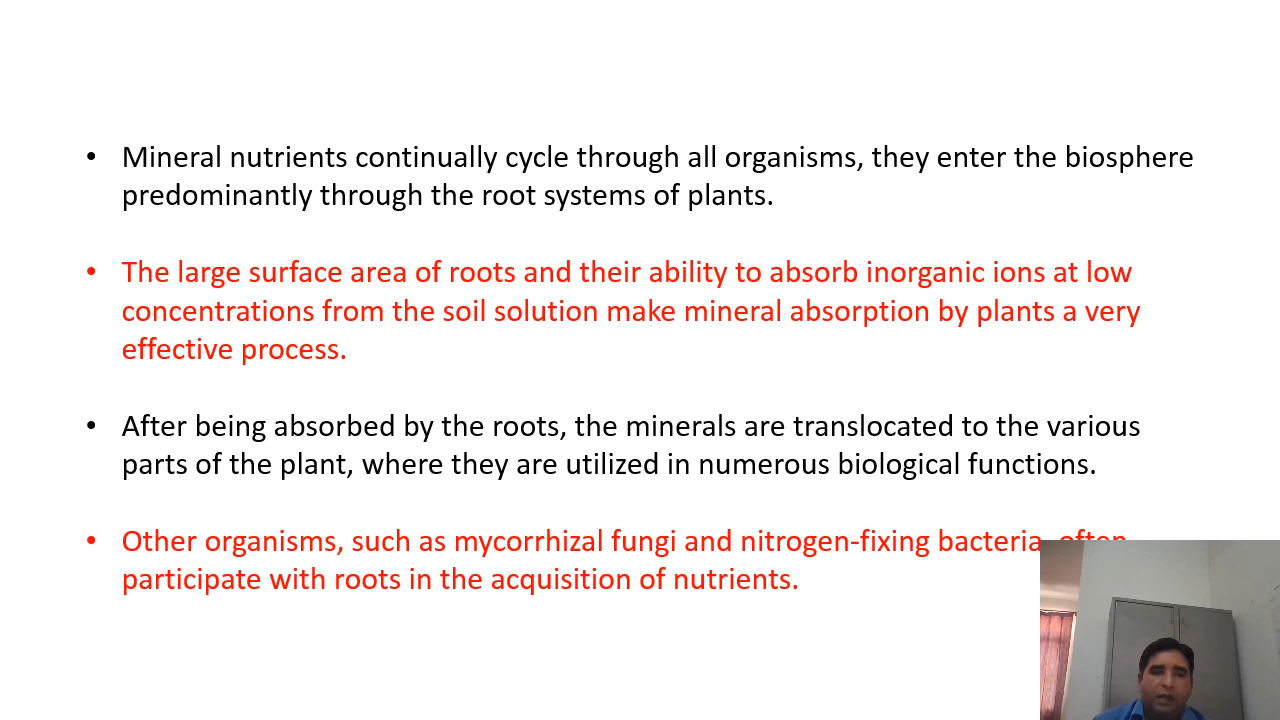 • Mineral nutrients continually cycle through all organisms, they enter the biosphere
predominantly through the root systems of plants.
• The large surface area of roots and their ability to absorb inorganic ions at low
concentrations from the soil solution make mineral absorption by plants a very
effective process.
• After being absorbed by the roots, the minerals are translocated to the various
parts of the plant, where they are utilized in numerous biological functions.
• Other organisms, such as mycorrhizal fungi and nitrogen-fixing bacteria, often
participate with roots in the acquisition of nutrients.